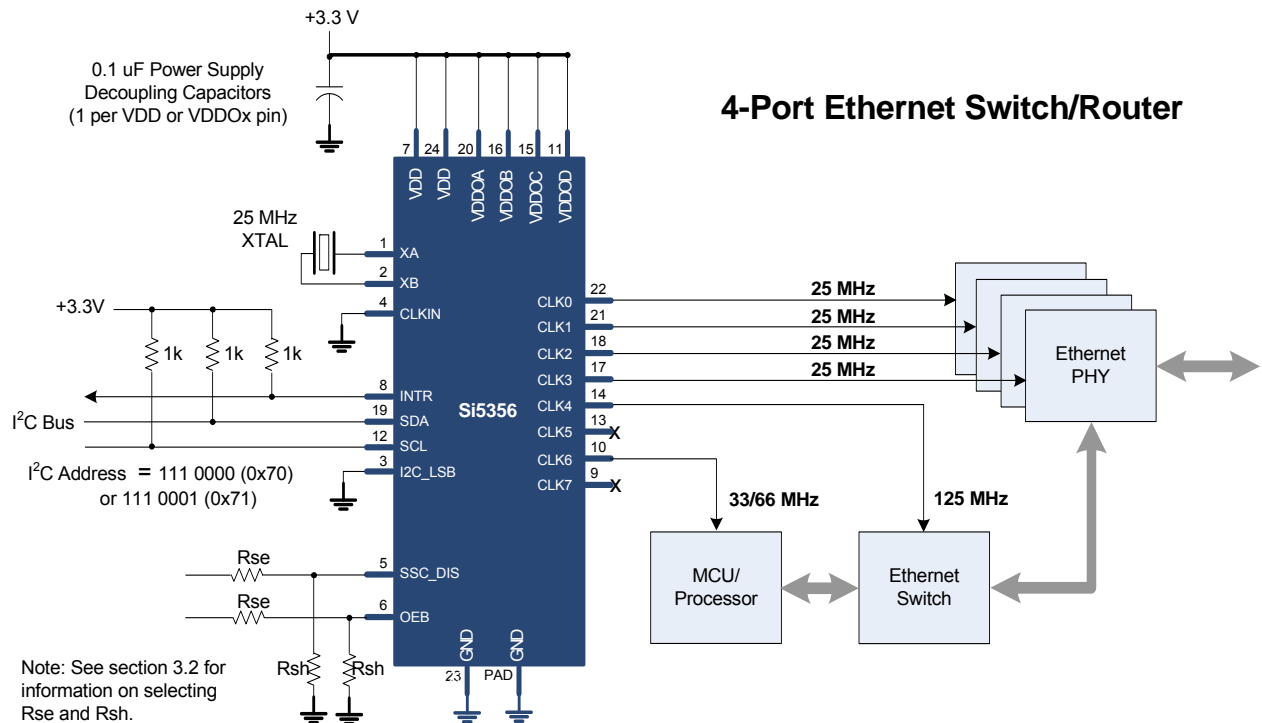 +3.3 V
0.1 uF Power Supply
Decoupling Capacitors
(1 per VDD or VDDOx pin)
4-Port Ethernet Switch/Router
7
24
20
16
15
11
VDD
VDD
VDDOA
VDDOB
VDDOC
VDDOD
25 MHz
XTAL
1
XA
2
XB
4
CLKIN
+3.3V
1k
1k
1k
8
INTR
19
SDA
12
SCL
3
I2C_LSB
I²C Bus
I²C Address = 111 0000 (0x70)
or 111 0001 (0x71)
Si5356
CLK0
22
25 MHz
CLK1
21
25 MHz
CLK2
18
25 MHz
CLK3
17
25 MHz
CLK4
14
CLK5
13
X
CLK6
10
CLK7
9
X
Ethernet
PHY
33/66 MHz
125 MHz
MCU/
Processor
Ethernet
Switch
Rse
5
SSC_DIS
Rse
6
OEB
Rsh
Rsh
GND
GND
23
PAD
Note: See section 3.2 for
information on selecting
Rse and Rsh.